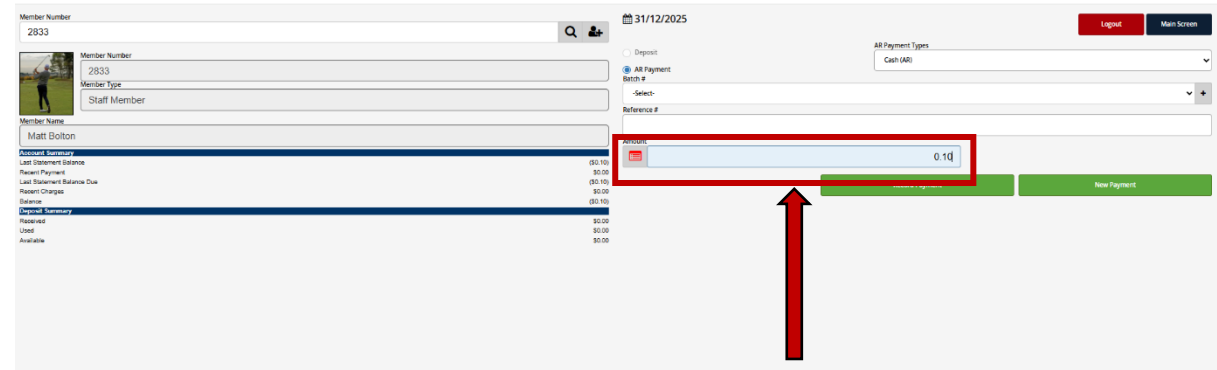 Member Number
2833
Member Number
2833
Member Type
Staff Member
Member Name
Matt Bolton
Account Summary
Last Statement Balance ($0.10)
Recent Payment $0.00
Last Statement Balance Due ($0.10)
Recent Charges $0.00
Balance ($0.10)
Deposit Summary
Received $0.00
Used $0.00
Available $0.00
31/12/2025
Logout
Main Screen
Deposit
AR Payment Types
Cash (AR)
AR Payment
Batch #
-Select-
+
Reference #
Amount
0.10
Payment
New Payment